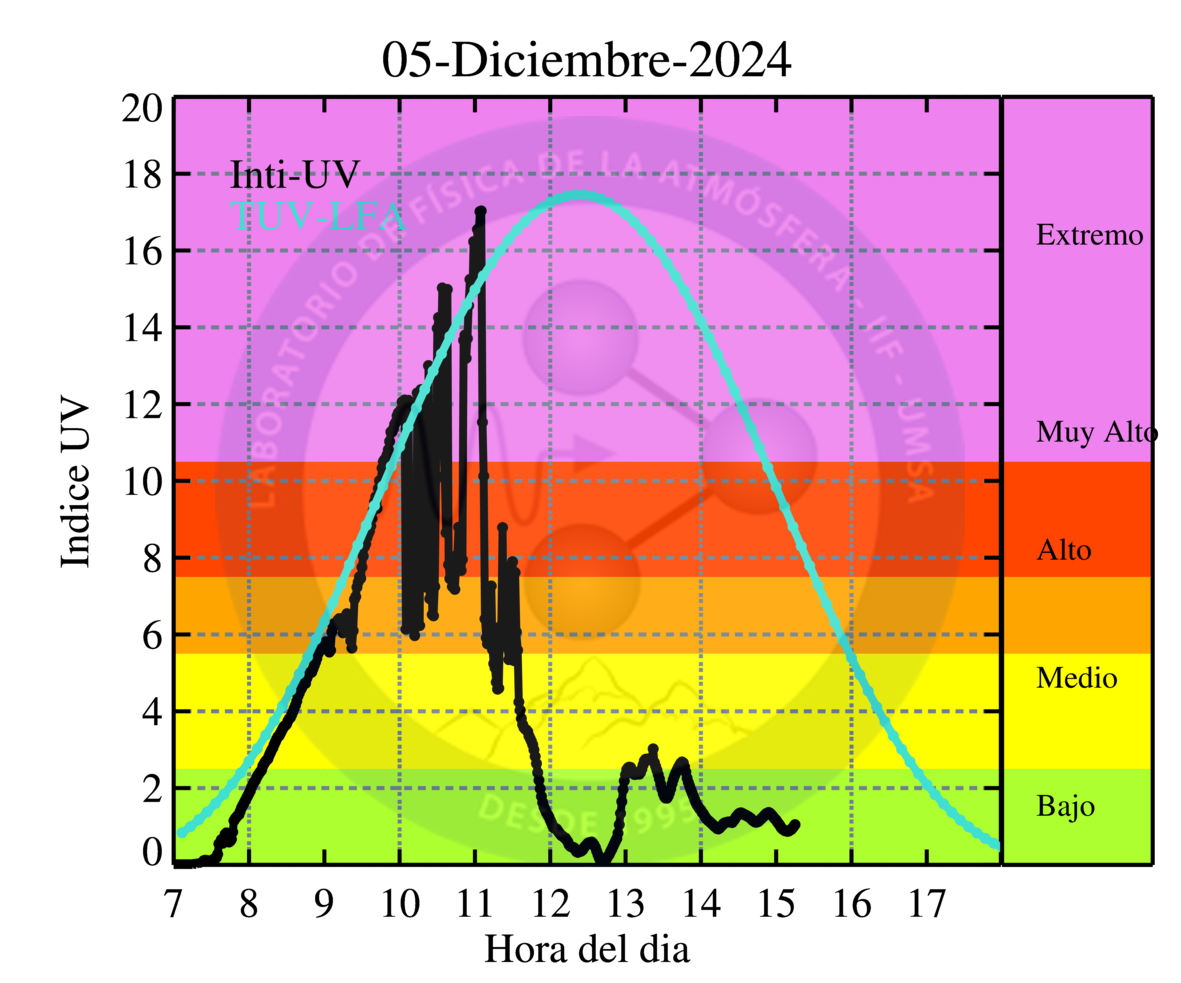 05-Diciembre-2024
20
18
16
14
12
10
8
6
4
2
0
Indice UV
Inti-UV
TUV-LFA
LABORATORIO DE FÍSICA DE LA ATMÓSFERA - IIF - UMSA
DESDE 1995
Extremo
Muy Alto
Alto
Medio
Bajo
7 8 9 10 11 12 13 14 15 16 17
Hora del dia